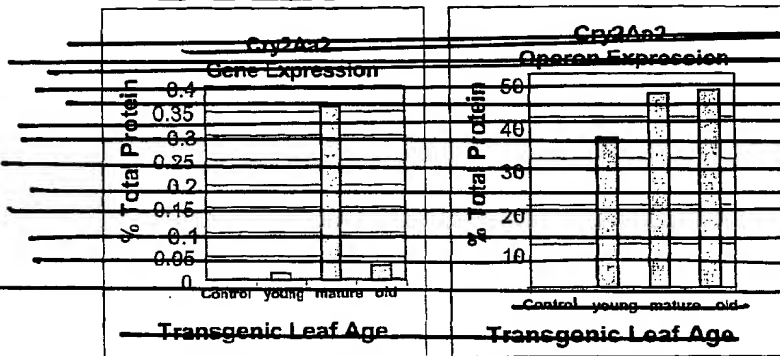 Cry2Aa2
Gene Expression
% Total Protein
0.4
0.35
0.3
0.25
0.2
0.15
0.1
0.05
0
Control young mature old
Transgenic Leaf Age
Cry2Aa2
Operon Expression
% Total Protein
50
40
30
20
10
Control young mature old
Transgenic Leaf Age